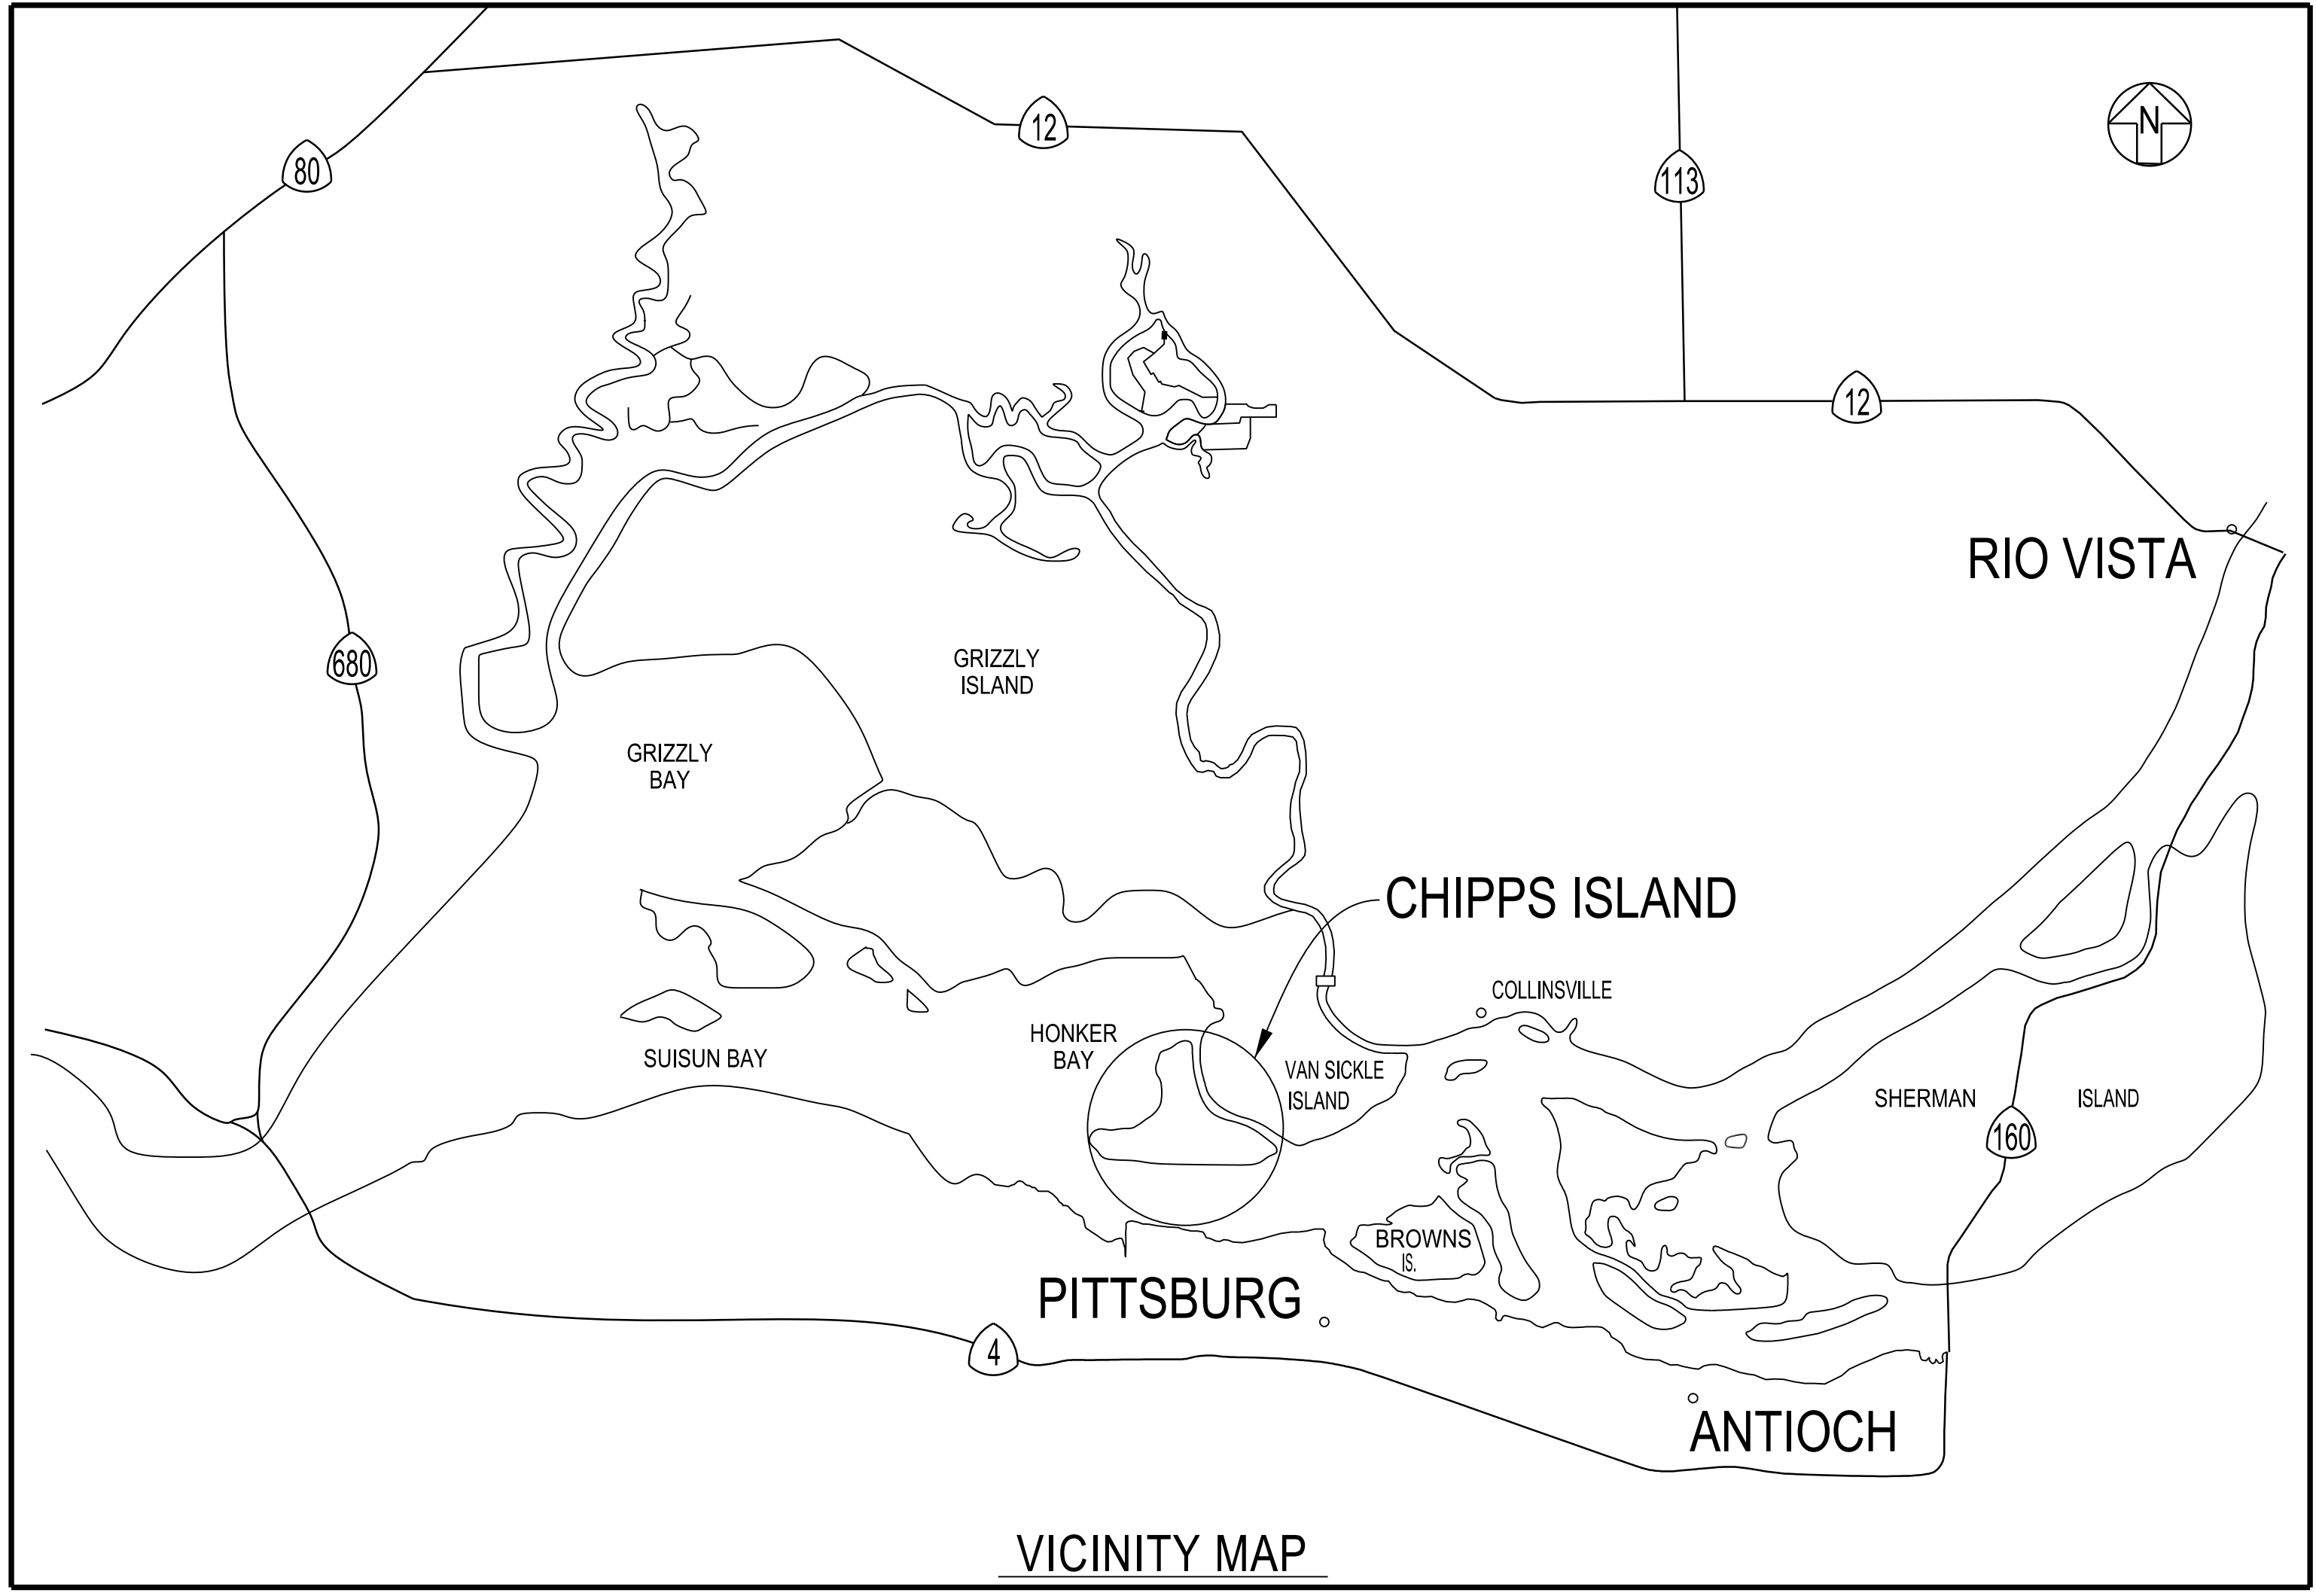 12
N
80
113
12
RIO VISTA
GRIZZLY
ISLAND
680
GRIZZLY
BAY
CHIPPS ISLAND
COLLINSVILLE
HONKER
BAY
SUISUN BAY
VAN SICKLE
ISLAND
SHERMAN ISLAND
160
BROWNS
IS.
PITTSBURG
4
ANTIOCH
VICINITY MAP